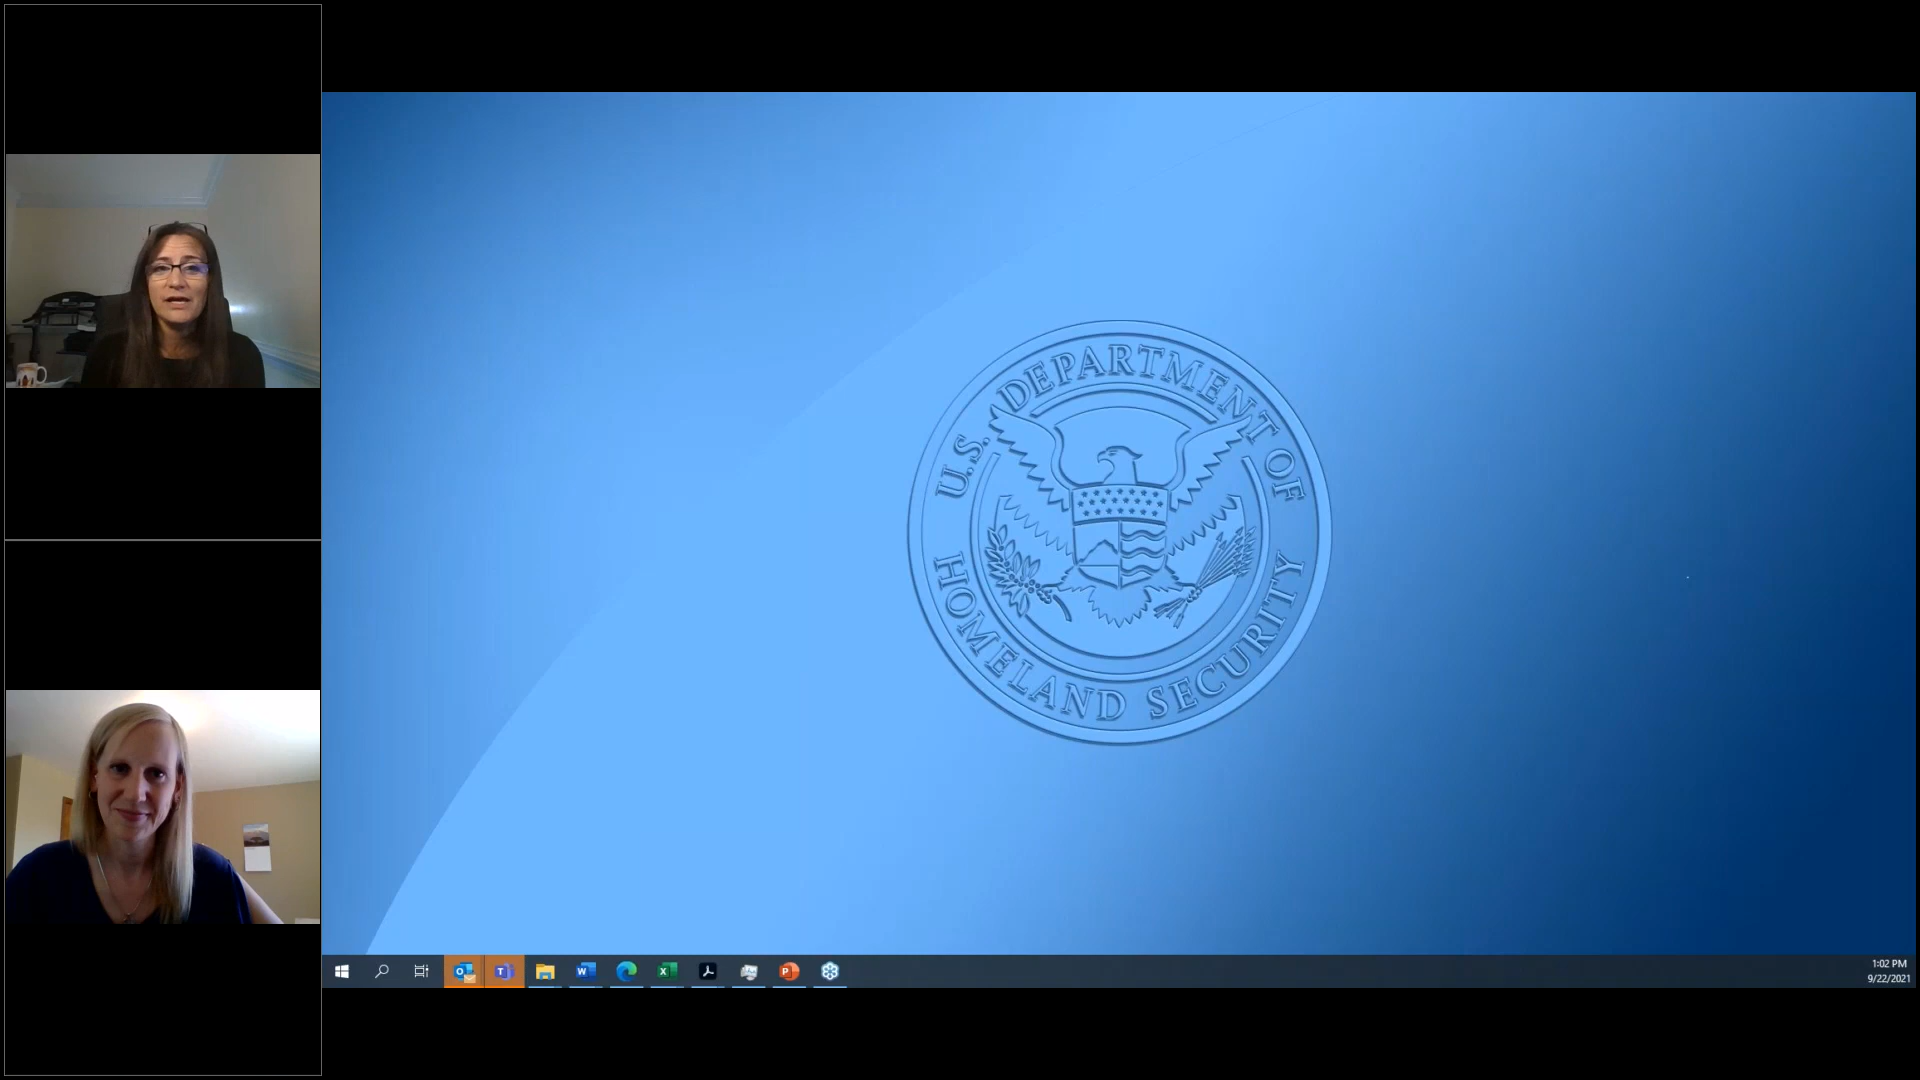 U.S. DEPARTMENT OF
HOMELAND SECURITY
1:02 PM
9/22/2021